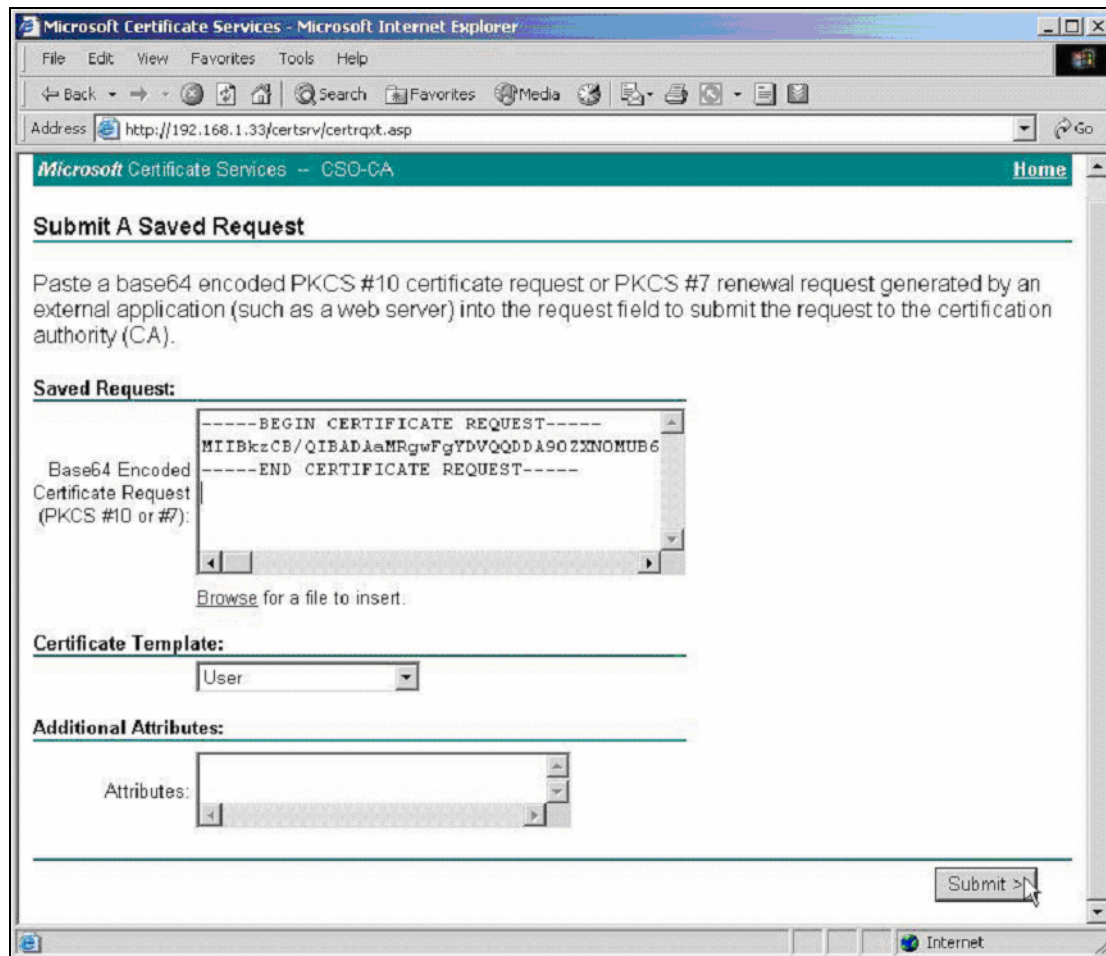 Microsoft Certificate Services - Microsoft Internet Explorer
File Edit View Favorites Tools Help
Back Search Favorites Media
Address http://192.168.1.33/certsrv/certrqxt.asp Go
Microsoft Certificate Services -- CSO-CA Home
Submit A Saved Request
Paste a base64 encoded PKCS #10 certificate request or PKCS #7 renewal request generated by an
external application (such as a web server) into the request field to submit the request to the certification
authority (CA).
Saved Request:
-----BEGIN CERTIFICATE REQUEST-----
MIIBkzCB/QIBADAaMRgwFgYDVQQDDA9OZXNOMUB6
-----END CERTIFICATE REQUEST-----
Base64 Encoded
Certificate Request
(PKCS #10 or #7):
Browse for a file to insert.
Certificate Template:
User
Additional Attributes:
Attributes:
Submit >
Internet